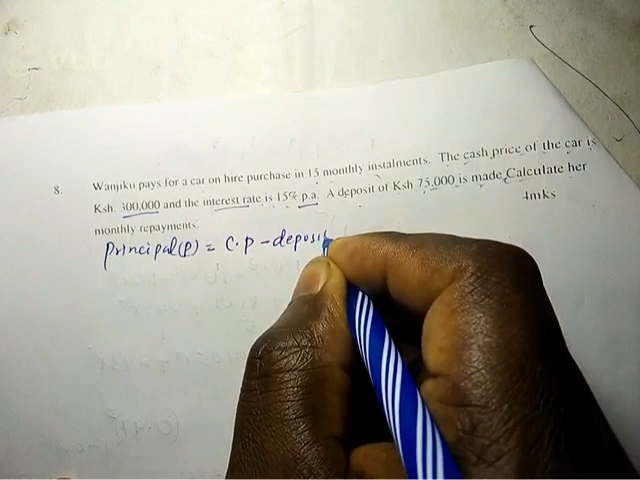 8. Wanjiku pays for a car on hire purchase in 15 monthly instalments. The cash price of the car is
Ksh. 300,000 and the interest rate is 15% p.a. A deposit of Ksh 75,000 is made. Calculate her
monthly repayments. 4mks
Principal(P) = C.P - deposit